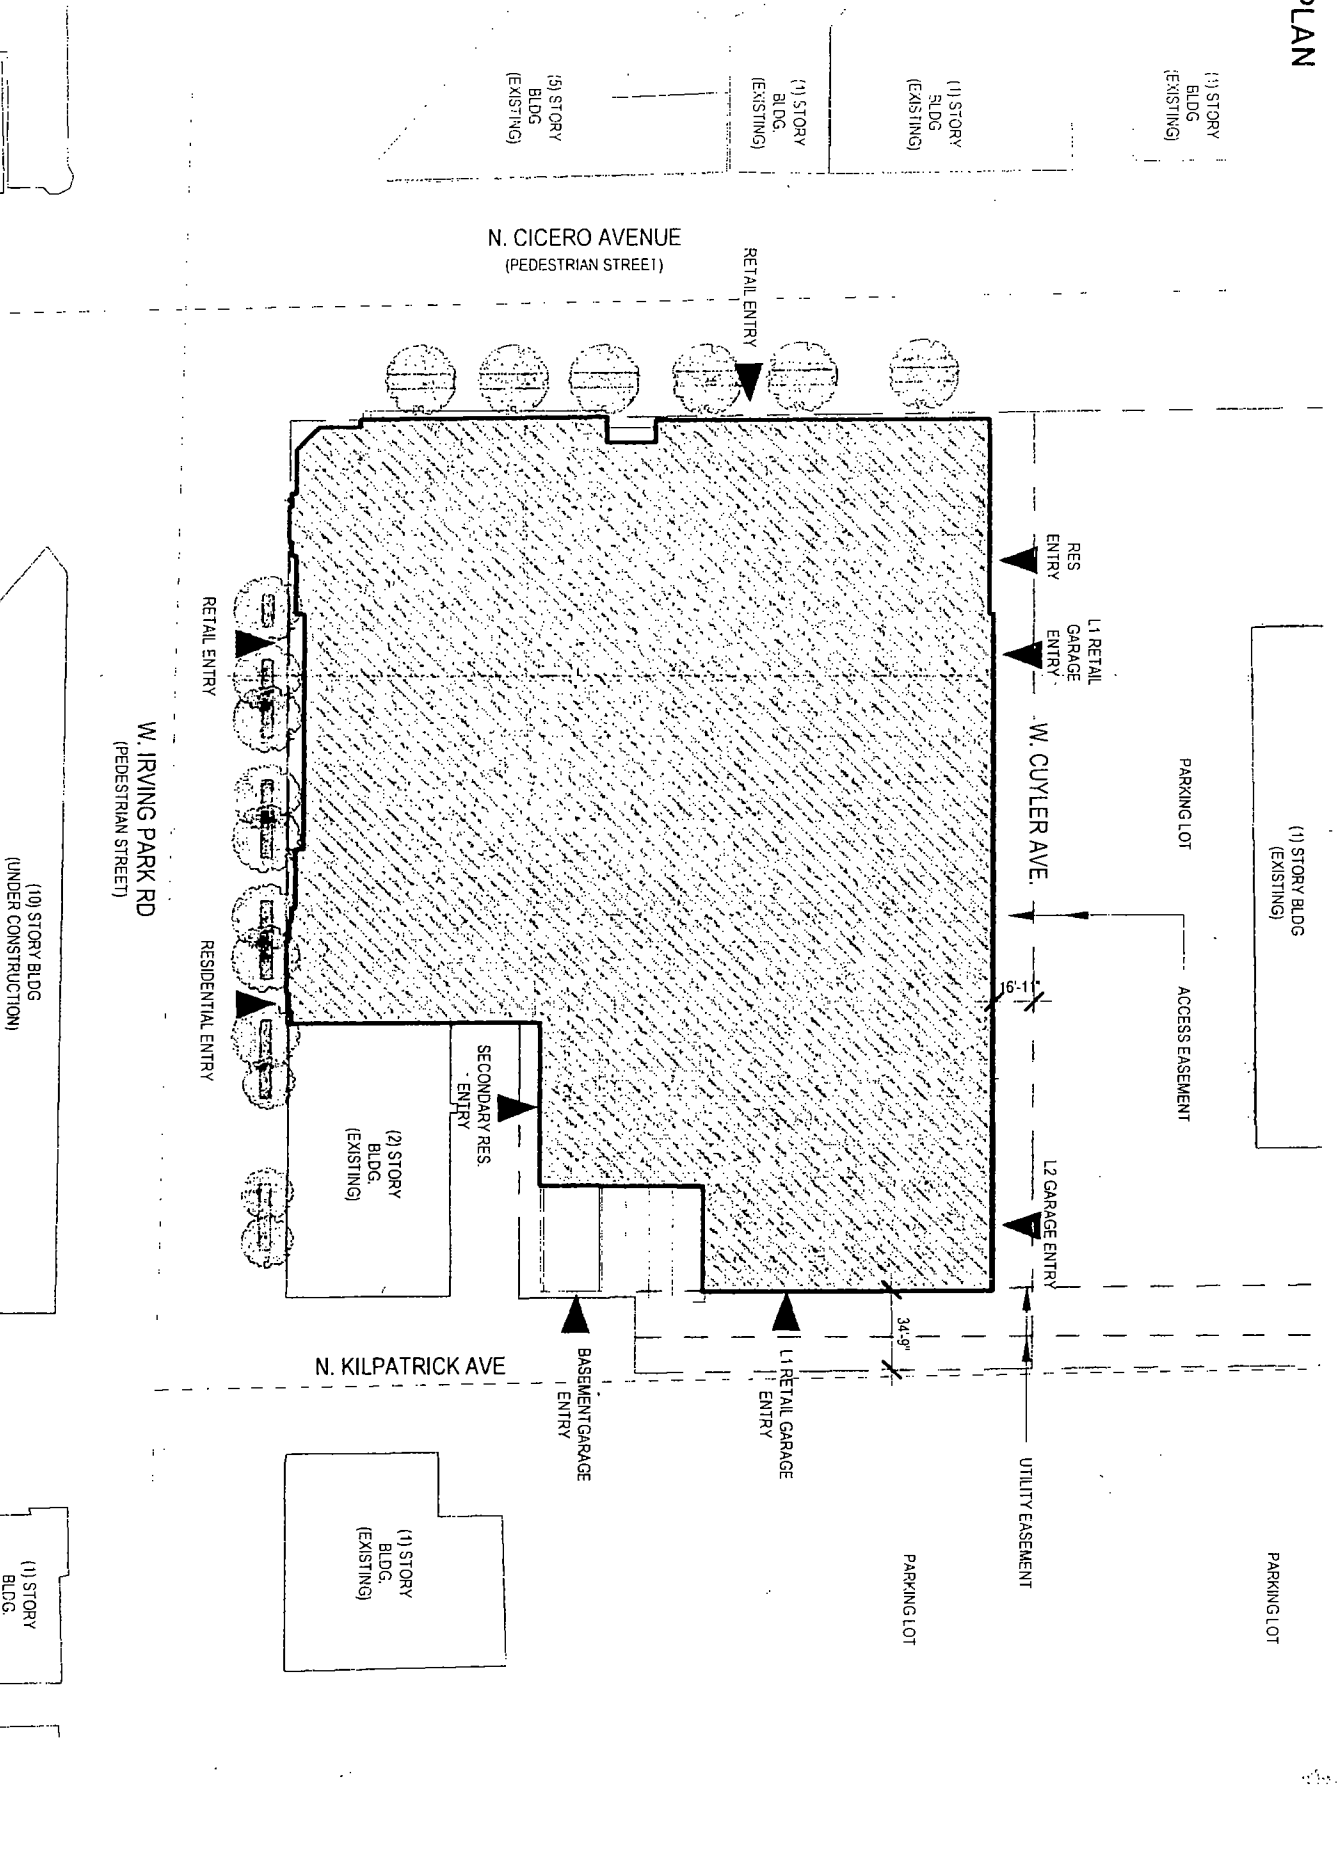 PLAN
(5) STORY
BLDG
(EXISTING)
(1) STORY
BLDG.
(EXISTING)
(1) STORY
BLDG
(EXISTING)
(1) STORY
BLDG
(EXISTING)
N. CICERO AVENUE
(PEDESTRIAN STREET)
RETAIL ENTRY
RES
ENTRY
L1 RETAIL
GARAGE
ENTRY
W. CUYLER AVE.
PARKING LOT
(1) STORY BLDG
(EXISTING)
ACCESS EASEMENT
16'-11"
L2 GARAGE ENTRY
RETAIL ENTRY
W. IRVING PARK RD
(PEDESTRIAN STREET)
RESIDENTIAL ENTRY
(10) STORY BLDG
(UNDER CONSTRUCTION)
SECONDARY RES.
ENTRY
(2) STORY
BLDG.
(EXISTING)
N. KILPATRICK AVE
BASEMENT GARAGE
ENTRY
L1 RETAIL GARAGE
ENTRY
34'-9"
UTILITY EASEMENT
(1) STORY
BLDG.
(EXISTING)
PARKING LOT
PARKING LOT
(1) STORY
BLDG.